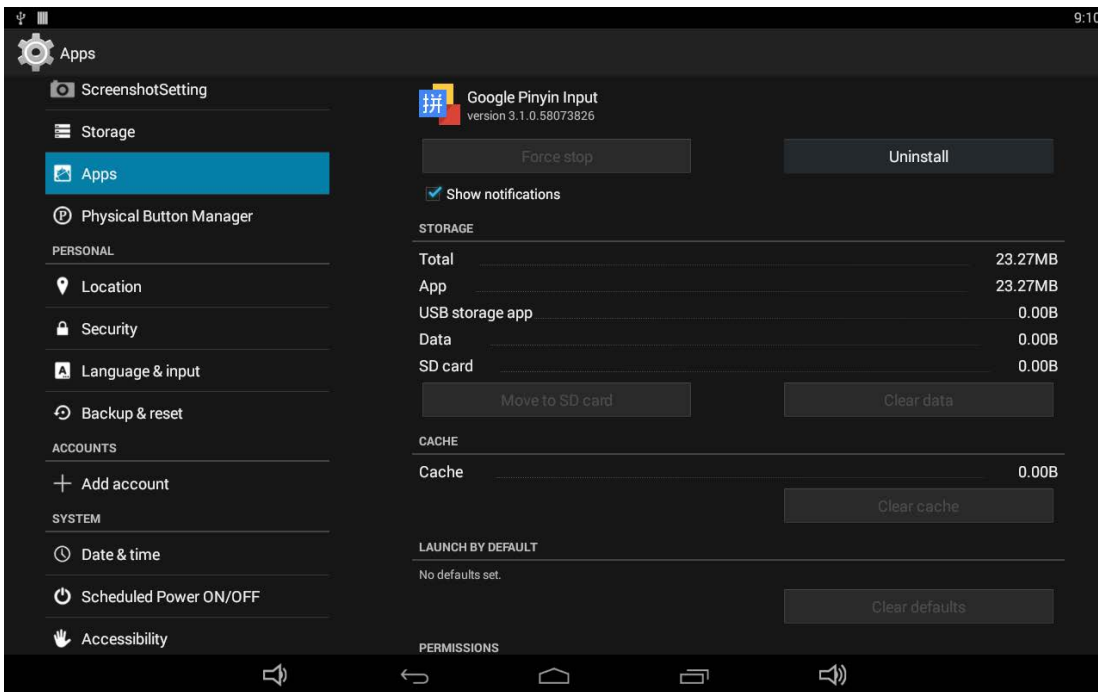 9:10
Apps
ScreenshotSetting
Storage
Apps
Physical Button Manager
PERSONAL
Location
Security
Language & input
Backup & reset
ACCOUNTS
Add account
SYSTEM
Date & time
Scheduled Power ON/OFF
Accessibility
拼
Google Pinyin Input
version 3.1.0.58073826
Force stop
Uninstall
Show notifications
STORAGE
Total 23.27MB
App 23.27MB
USB storage app 0.00B
Data 0.00B
SD card 0.00B
Move to SD card
Clear data
CACHE
Cache 0.00B
Clear cache
LAUNCH BY DEFAULT
No defaults set.
Clear defaults
PERMISSIONS